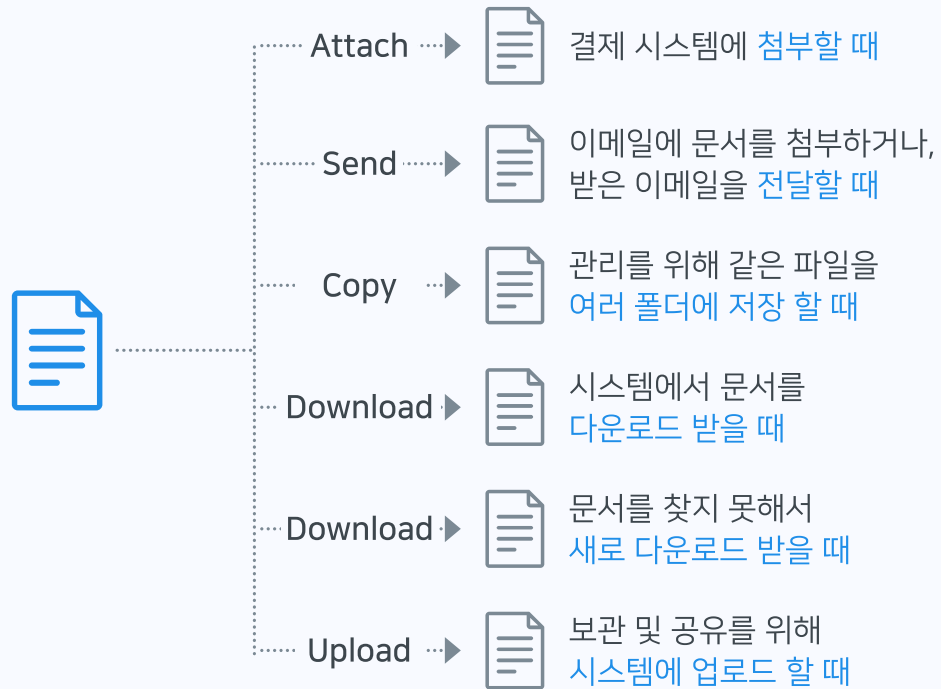 Attach
결제 시스템에 첨부할 때
Send
이메일에 문서를 첨부하거나,
받은 이메일을 전달할 때
Copy
관리를 위해 같은 파일을
여러 폴더에 저장 할 때
Download
시스템에서 문서를
다운로드 받을 때
Download
문서를 찾지 못해서
새로 다운로드 받을 때
Upload
보관 및 공유를 위해
시스템에 업로드 할 때